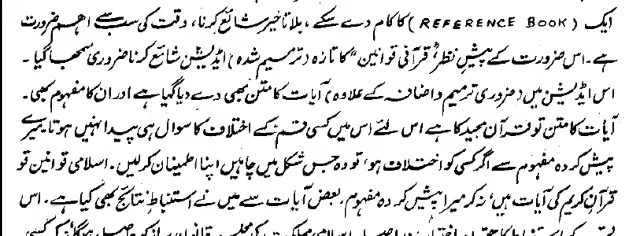 ایک (REFERENCE BOOK) کا کام دے سکے، بلا تاخیر شائع کرنا، وقت کی سب سے اہم ضرورت
ہے۔ اس ضرورت کے پیشِ نظر، "قرآنی قوانین" کا تازہ (ترمیم شدہ) ایڈیشن شائع کرنا ضروری سمجھا گیا۔
اس ایڈیشن میں (ضروری ترمیم و اضافہ کے علاوہ) آیات کا متن بھی دے دیا گیا ہے اور ان کا مفہوم بھی۔
آیات کا متن تو قرآن مجید کا ہے اس لئے اس میں کسی قسم کے اختلاف کا سوال ہی پیدا نہیں ہوتا۔ میرے
پیش کردہ مفہوم سے اگر کسی کو اختلاف ہو، تو وہ جس شکل میں چاہیں اپنا اطمینان کرلیں۔ اسلامی قوانین تو
قرآن کریم کی آیات ہیں، نہ کہ میرا پیش کردہ مفہوم۔ بعض آیات سے میں نے استنباطِ نتائج بھی کیا ہے۔ اس